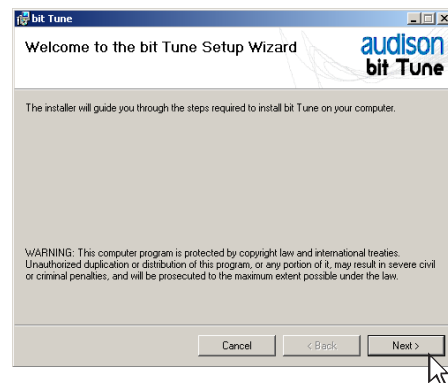 bit Tune
Welcome to the bit Tune Setup Wizard
audison
bit Tune
The installer will guide you through the steps required to install bit Tune on your computer.
WARNING: This computer program is protected by copyright law and international treaties.
Unauthorized duplication or distribution of this program, or any portion of it, may result in severe civil
or criminal penalties, and will be prosecuted to the maximum extent possible under the law.
Cancel
< Back
Next >